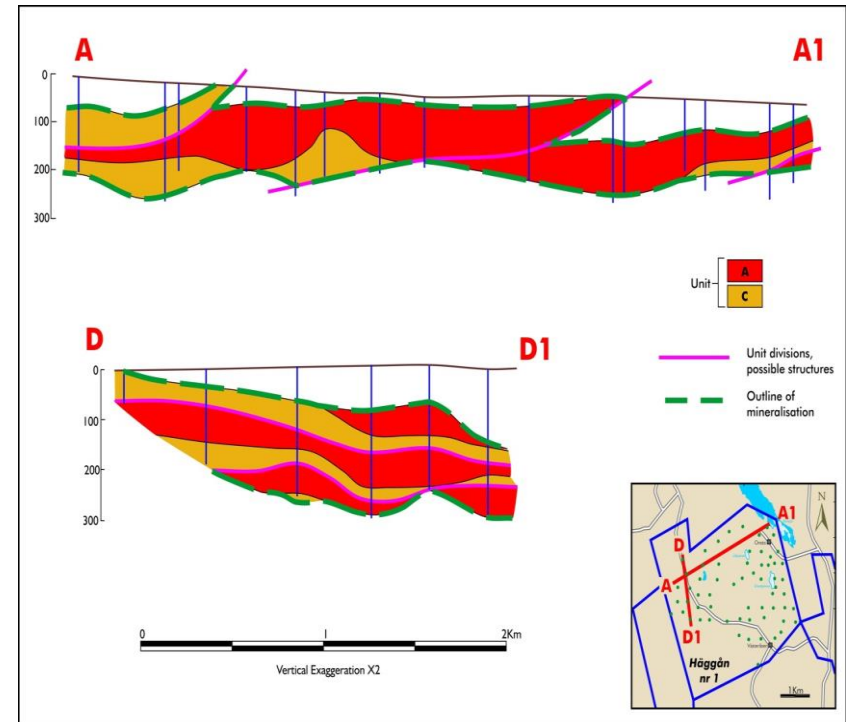 A
A1
0
100
200
300
Unit
A
C
D
D1
0
100
200
300
Unit divisions,
possible structures
Outline of
mineralisation
0
1
2Km
Vertical Exaggeration X2
N
A1
D
A
D1
Häggån
nr 1
1Km